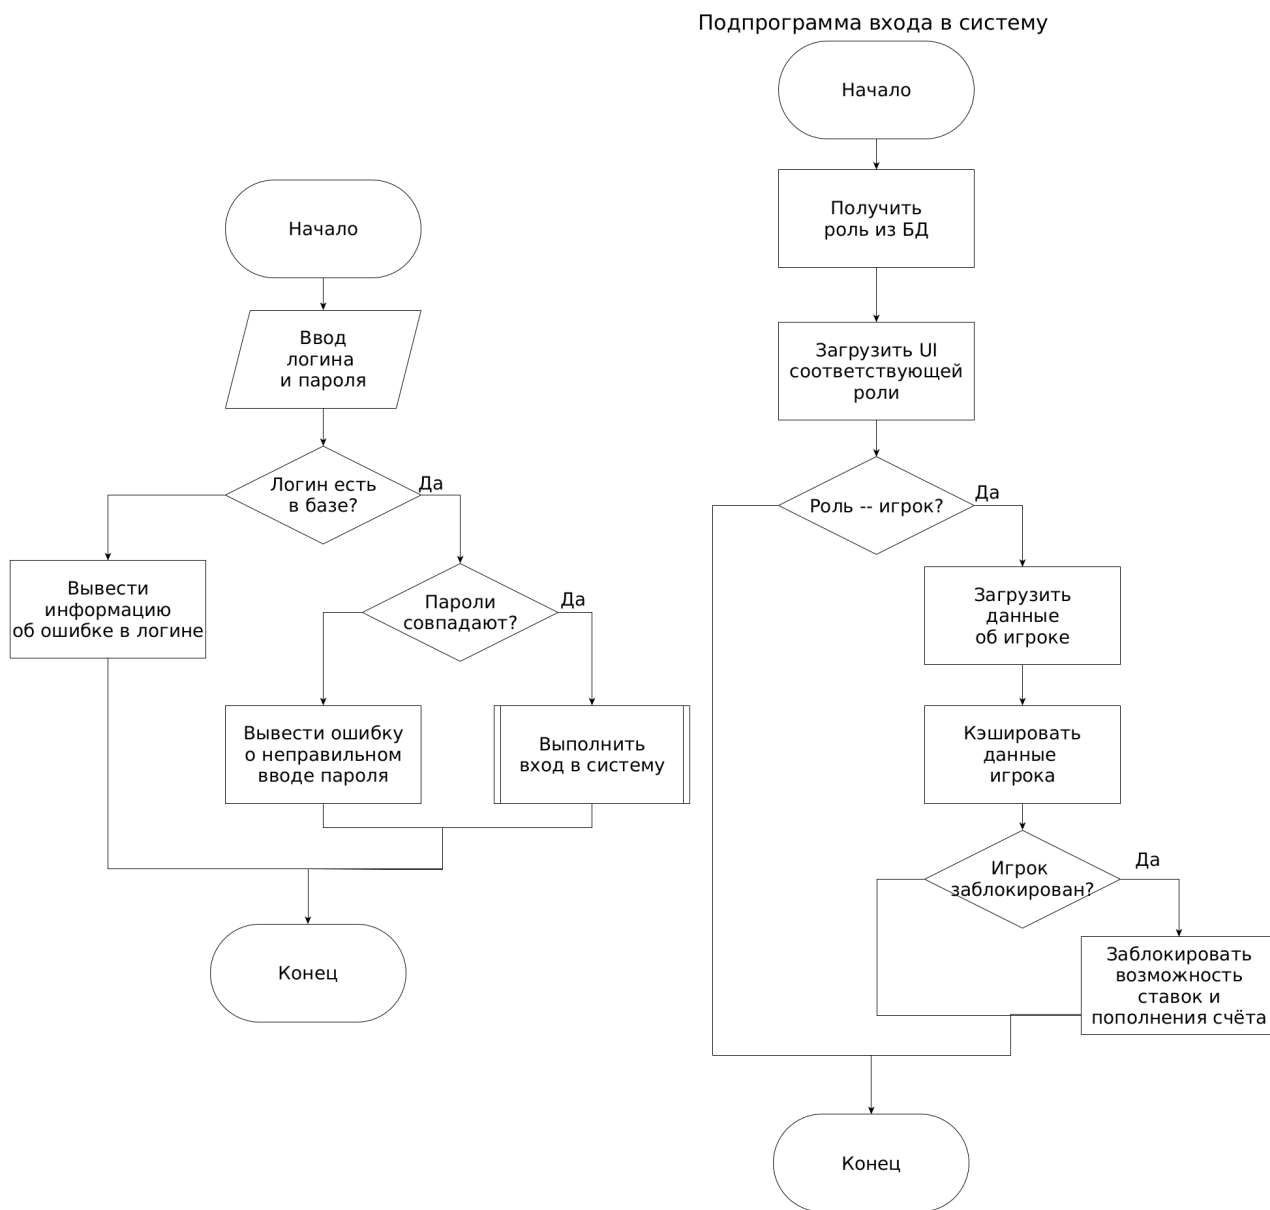 Подпрограмма входа в систему
Начало
Получить
роль из БД
Загрузить UI
соответствующей
роли
Роль -- игрок?
Да
Загрузить
данные
об игроке
Кэшировать
данные
игрока
Игрок
заблокирован?
Да
Заблокировать
возможность
ставок и
пополнения счёта
Конец
Начало
Ввод
логина
и пароля
Логин есть
в базе?
Да
Вывести
информацию
об ошибке в логине
Пароли
совпадают?
Да
Вывести ошибку
о неправильном
вводе пароля
Выполнить
вход в систему
Конец